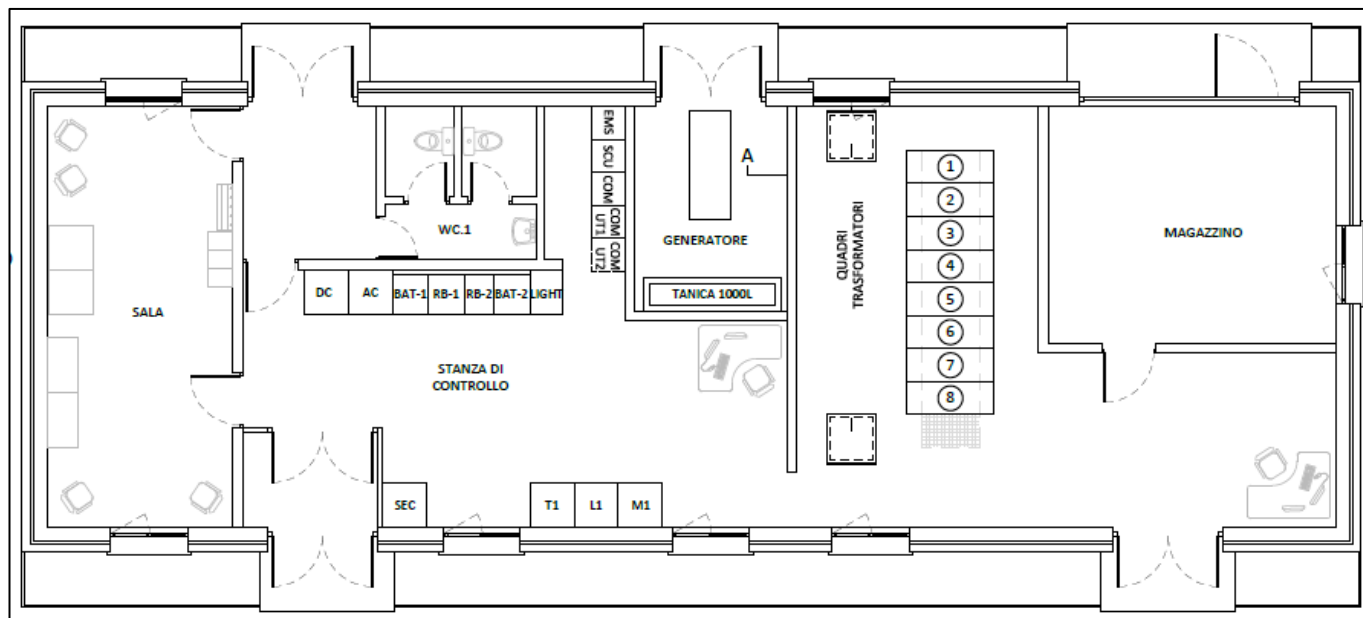 EMS
SCU
COM
COM
UT1
COM
UT2
A
GENERATORE
TANICA 1000L
WC.1
DC
AC
BAT-1
RB-1
RB-2
BAT-2
LIGHT
SALA
STANZA DI
CONTROLLO
QUADRI
TRASFORMATORI
1
2
3
4
5
6
7
8
MAGAZZINO
SEC
T1
L1
M1